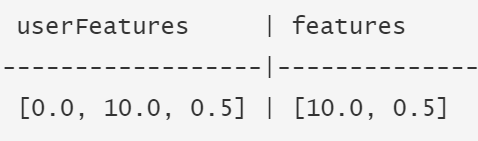 userFeatures     | features
------------------|--------------
[0.0, 10.0, 0.5] | [10.0, 0.5]